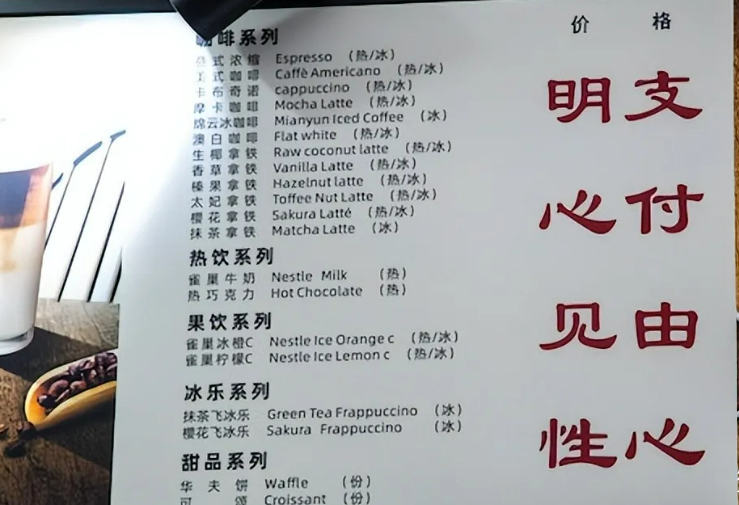 咖啡系列
意式浓缩 Espresso （热/冰）
美式咖啡 Caffè Americano （热/冰）
卡布奇诺 cappuccino （热/冰）
摩卡咖啡 Mocha Latte （热/冰）
绵云冰咖啡 Mianyun Iced Coffee （冰）
澳白咖啡 Flat white （热/冰）
生椰拿铁 Raw coconut latte （热/冰）
香草拿铁 Vanilla Latte （热/冰）
榛果拿铁 Hazelnut latte （热/冰）
太妃拿铁 Toffee Nut Latte （热/冰）
樱花拿铁 Sakura Latté （热/冰）
抹茶拿铁 Matcha Latte （冰）
热饮系列
雀巢牛奶 Nestle Milk （热）
热巧克力 Hot Chocolate （热）
果饮系列
雀巢冰橙C Nestle Ice Orange c （热/冰）
雀巢柠檬C Nestle Ice Lemon c （热/冰）
冰乐系列
抹茶飞冰乐 Green Tea Frappuccino （冰）
樱花飞冰乐 Sakura Frappuccino （冰）
甜品系列
华夫饼 Waffle （份）
可颂 Croissant （份）
价格
支付由心
明心见性